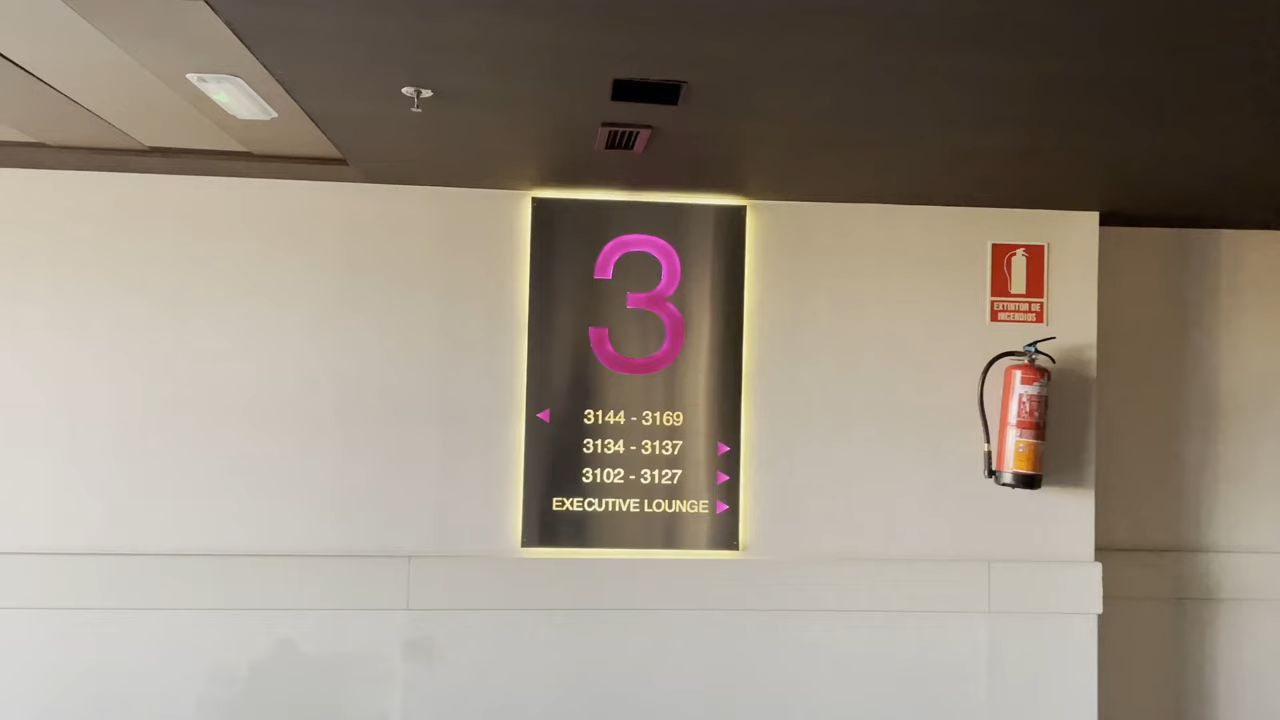 3
3144 - 3169
3134 - 3137
3102 - 3127
EXECUTIVE LOUNGE
EXTINTOR DE
INCENDIOS